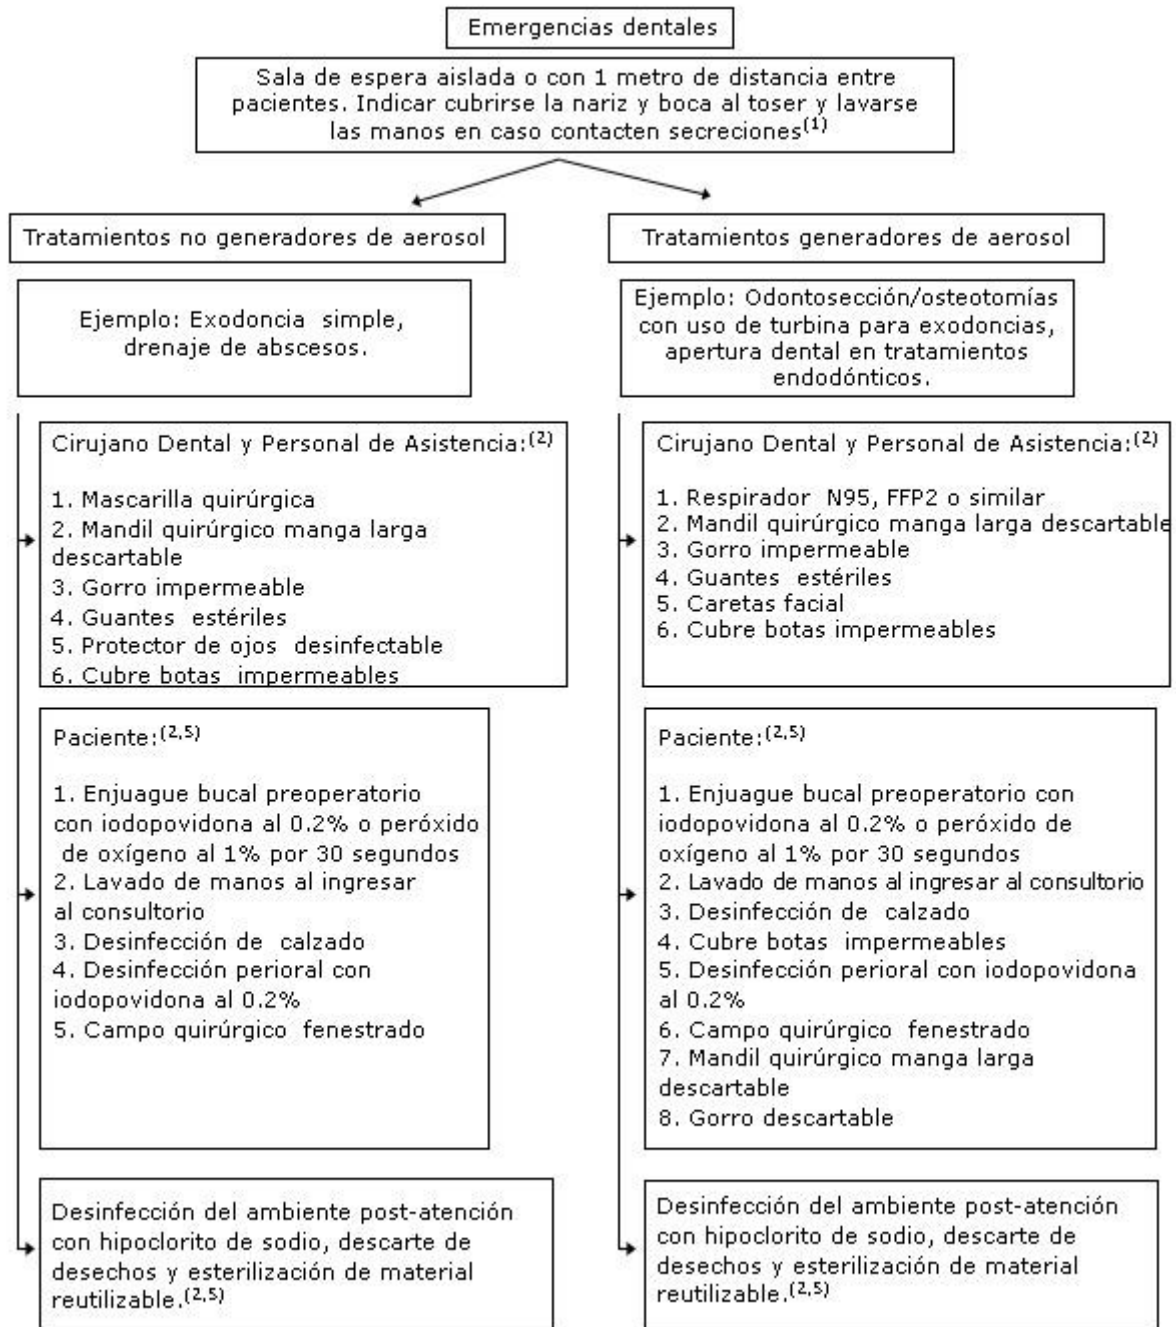 Emergencias dentales
Sala de espera aislada o con 1 metro de distancia entre
pacientes. Indicar cubrirse la nariz y boca al toser y lavarse
las manos en caso contacten secreciones(1)
Tratamientos no generadores de aerosol
Ejemplo: Exodoncia simple,
drenaje de abscesos.
Cirujano Dental y Personal de Asistencia:(2)
1. Mascarilla quirúrgica
2. Mandil quirúrgico manga larga
descartable
3. Gorro impermeable
4. Guantes estériles
5. Protector de ojos desinfectable
6. Cubre botas impermeables
Paciente:(2,5)
1. Enjuague bucal preoperatorio
con iodopovidona al 0.2% o peróxido
de oxígeno al 1% por 30 segundos
2. Lavado de manos al ingresar
al consultorio
3. Desinfección de calzado
4. Desinfección perioral con
iodopovidona al 0.2%
5. Campo quirúrgico fenestrado
Desinfección del ambiente post-atención
con hipoclorito de sodio, descarte de
desechos y esterilización de material
reutilizable.(2,5)
Tratamientos generadores de aerosol
Ejemplo: Odontosección/osteotomías
con uso de turbina para exodoncias,
apertura dental en tratamientos
endodónticos.
Cirujano Dental y Personal de Asistencia:(2)
1. Respirador N95, FFP2 o similar
2. Mandil quirúrgico manga larga descartable
3. Gorro impermeable
4. Guantes estériles
5. Caretas facial
6. Cubre botas impermeables
Paciente:(2,5)
1. Enjuague bucal preoperatorio con
iodopovidona al 0.2% o peróxido de
oxígeno al 1% por 30 segundos
2. Lavado de manos al ingresar al consultorio
3. Desinfección de calzado
4. Cubre botas impermeables
5. Desinfección perioral con iodopovidona
al 0.2%
6. Campo quirúrgico fenestrado
7. Mandil quirúrgico manga larga
descartable
8. Gorro descartable
Desinfección del ambiente post-atención
con hipoclorito de sodio, descarte de
desechos y esterilización de material
reutilizable.(2,5)